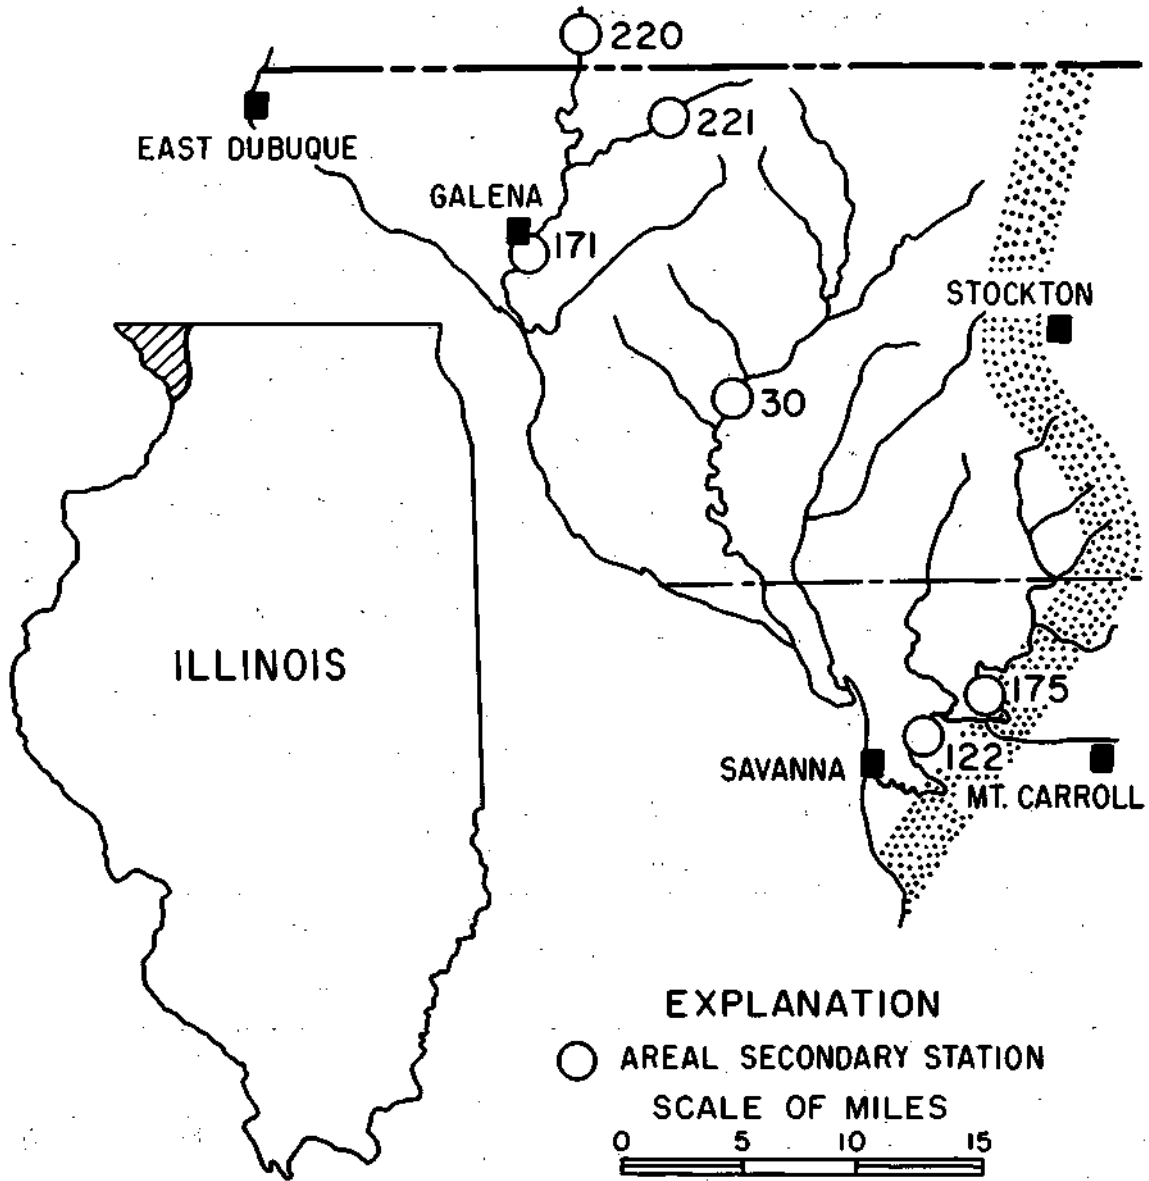 220
221
EAST DUBUQUE
GALENA
171
STOCKTON
30
ILLINOIS
175
122
SAVANNA
MT. CARROLL
EXPLANATION
AREAL SECONDARY STATION
SCALE OF MILES
0 5 10 15